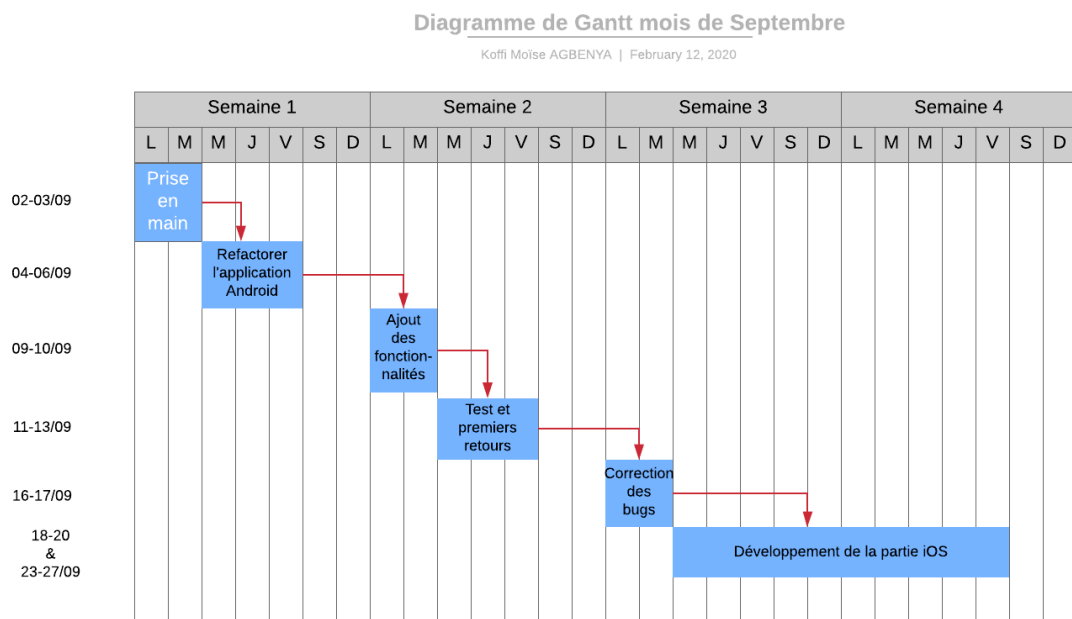 Diagramme de Gantt mois de Septembre
Koffi Moïse AGBENYA | February 12, 2020
Semaine 1 Semaine 2 Semaine 3 Semaine 4
L M M J V S D L M M J V S D L M M J V S D L M M J V S D
02-03/09
Prise
en
main
04-06/09
Refactorer
l'application
Android
09-10/09
Ajout
des
fonction-
nalités
11-13/09
Test et
premiers
retours
16-17/09
Correction
des
bugs
18-20
&
23-27/09
Développement de la partie iOS